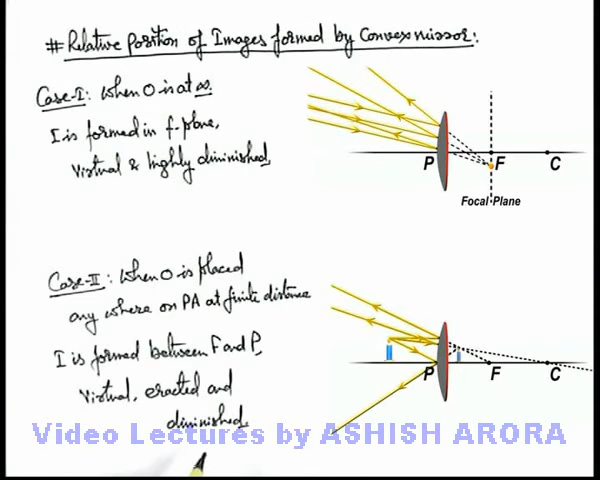 # Relative position of Images formed by Convex mirror:
Case-I: when O is at ∞
I is formed in f-plane,
Virtual & highly diminished
P
F
C
Focal Plane
Case-II: when O is placed
any where on PA at finite distance
I is formed between F and P,
Virtual, erected and
diminished
P
F
C
Video Lectures by ASHISH ARORA